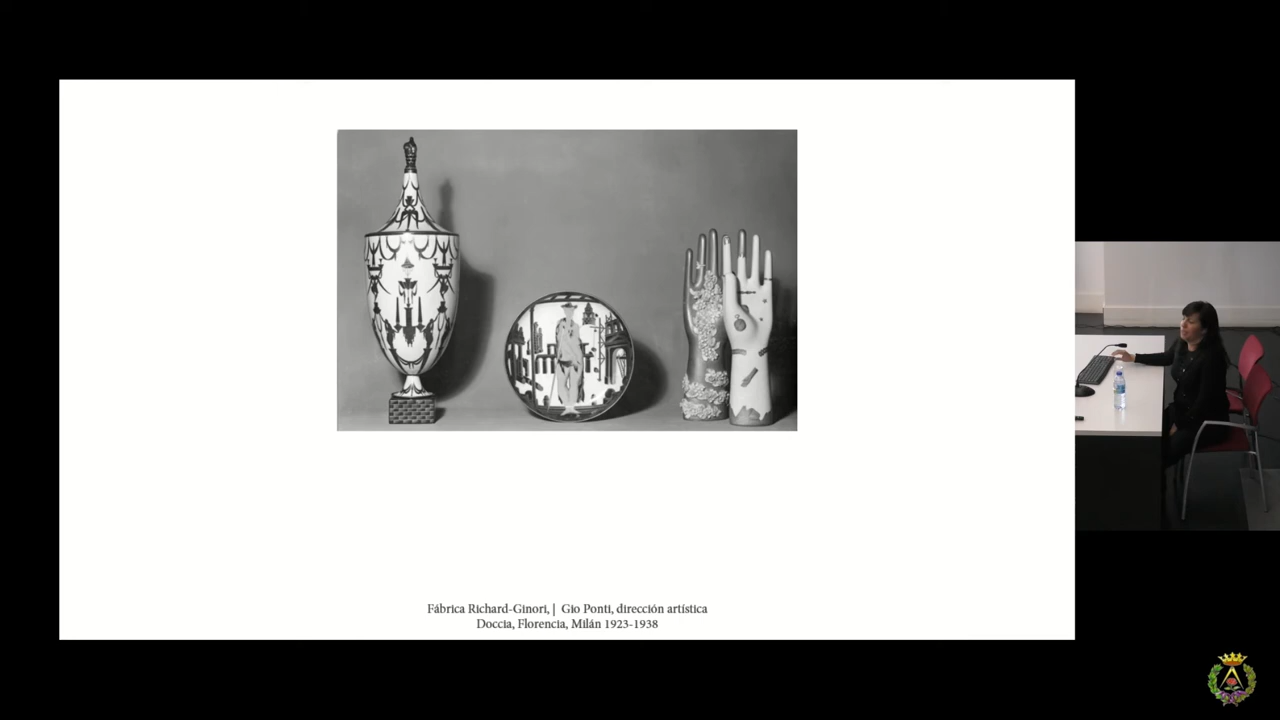 Fábrica Richard-Ginori, | Gio Ponti, dirección artística
Doccia, Florencia, Milán 1923-1938